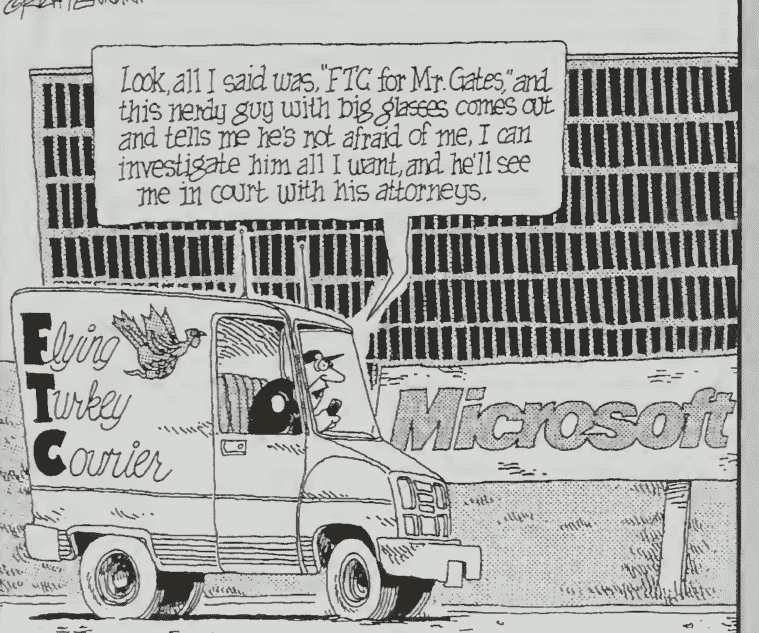 Look, all I said was, "FTC for Mr. Gates," and
this nerdy guy with big glasses comes out
and tells me he's not afraid of me, I can
investigate him all I want, and he'll see
me in court with his attorneys.
Flying
Turkey
Courier
Microsoft